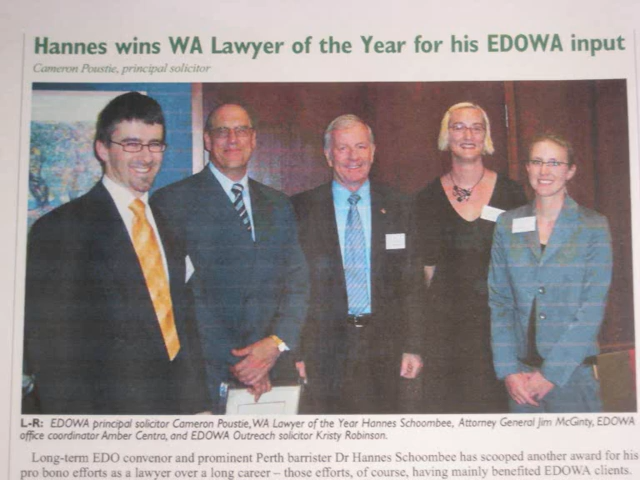 Hannes wins WA Lawyer of the Year for his EDOWA input
Cameron Poustie, principal solicitor
L-R: EDOWA principal solicitor Cameron Poustie, WA Lawyer of the Year Hannes Schoombee, Attorney General Jim McGinty, EDOWA
office coordinator Amber Centra, and EDOWA Outreach solicitor Kristy Robinson.
Long-term EDO convenor and prominent Perth barrister Dr Hannes Schoombee has scooped another award for his
pro bono efforts as a lawyer over a long career – those efforts, of course, having mainly benefited EDOWA clients.